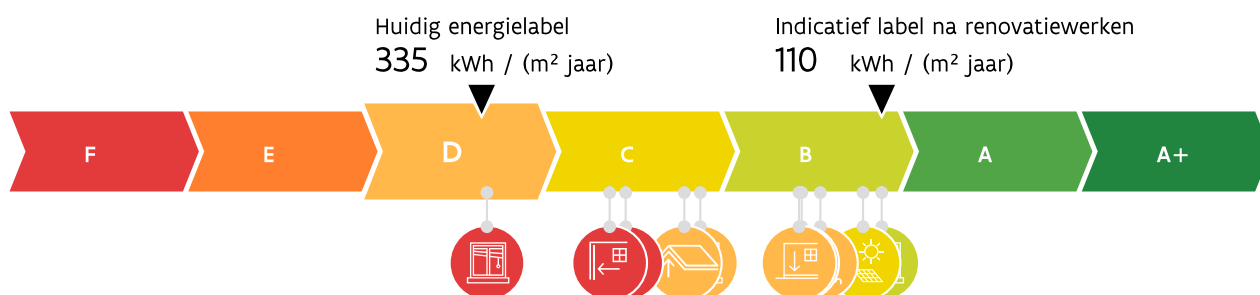 Huidig energielabel
335 kWh / (m² jaar)
Indicatief label na renovatiewerken
110 kWh / (m² jaar)
F E D C B A A+